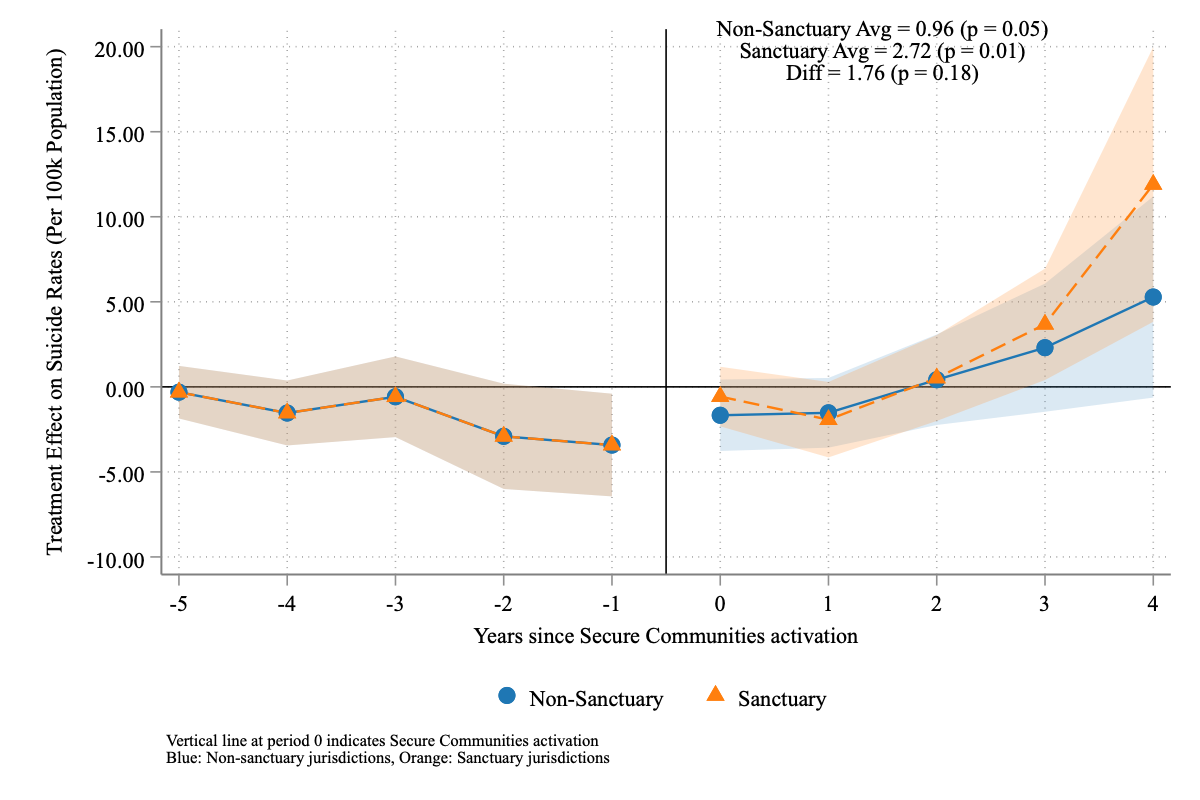 Non-Sanctuary Avg = 0.96 (p = 0.05)
Sanctuary Avg = 2.72 (p = 0.01)
Diff = 1.76 (p = 0.18)
Treatment Effect on Suicide Rates (Per 100k Population)
20.00
15.00
10.00
5.00
0.00
-5.00
-10.00
-5 -4 -3 -2 -1 0 1 2 3 4
Years since Secure Communities activation
Non-Sanctuary Sanctuary
Vertical line at period 0 indicates Secure Communities activation
Blue: Non-sanctuary jurisdictions, Orange: Sanctuary jurisdictions